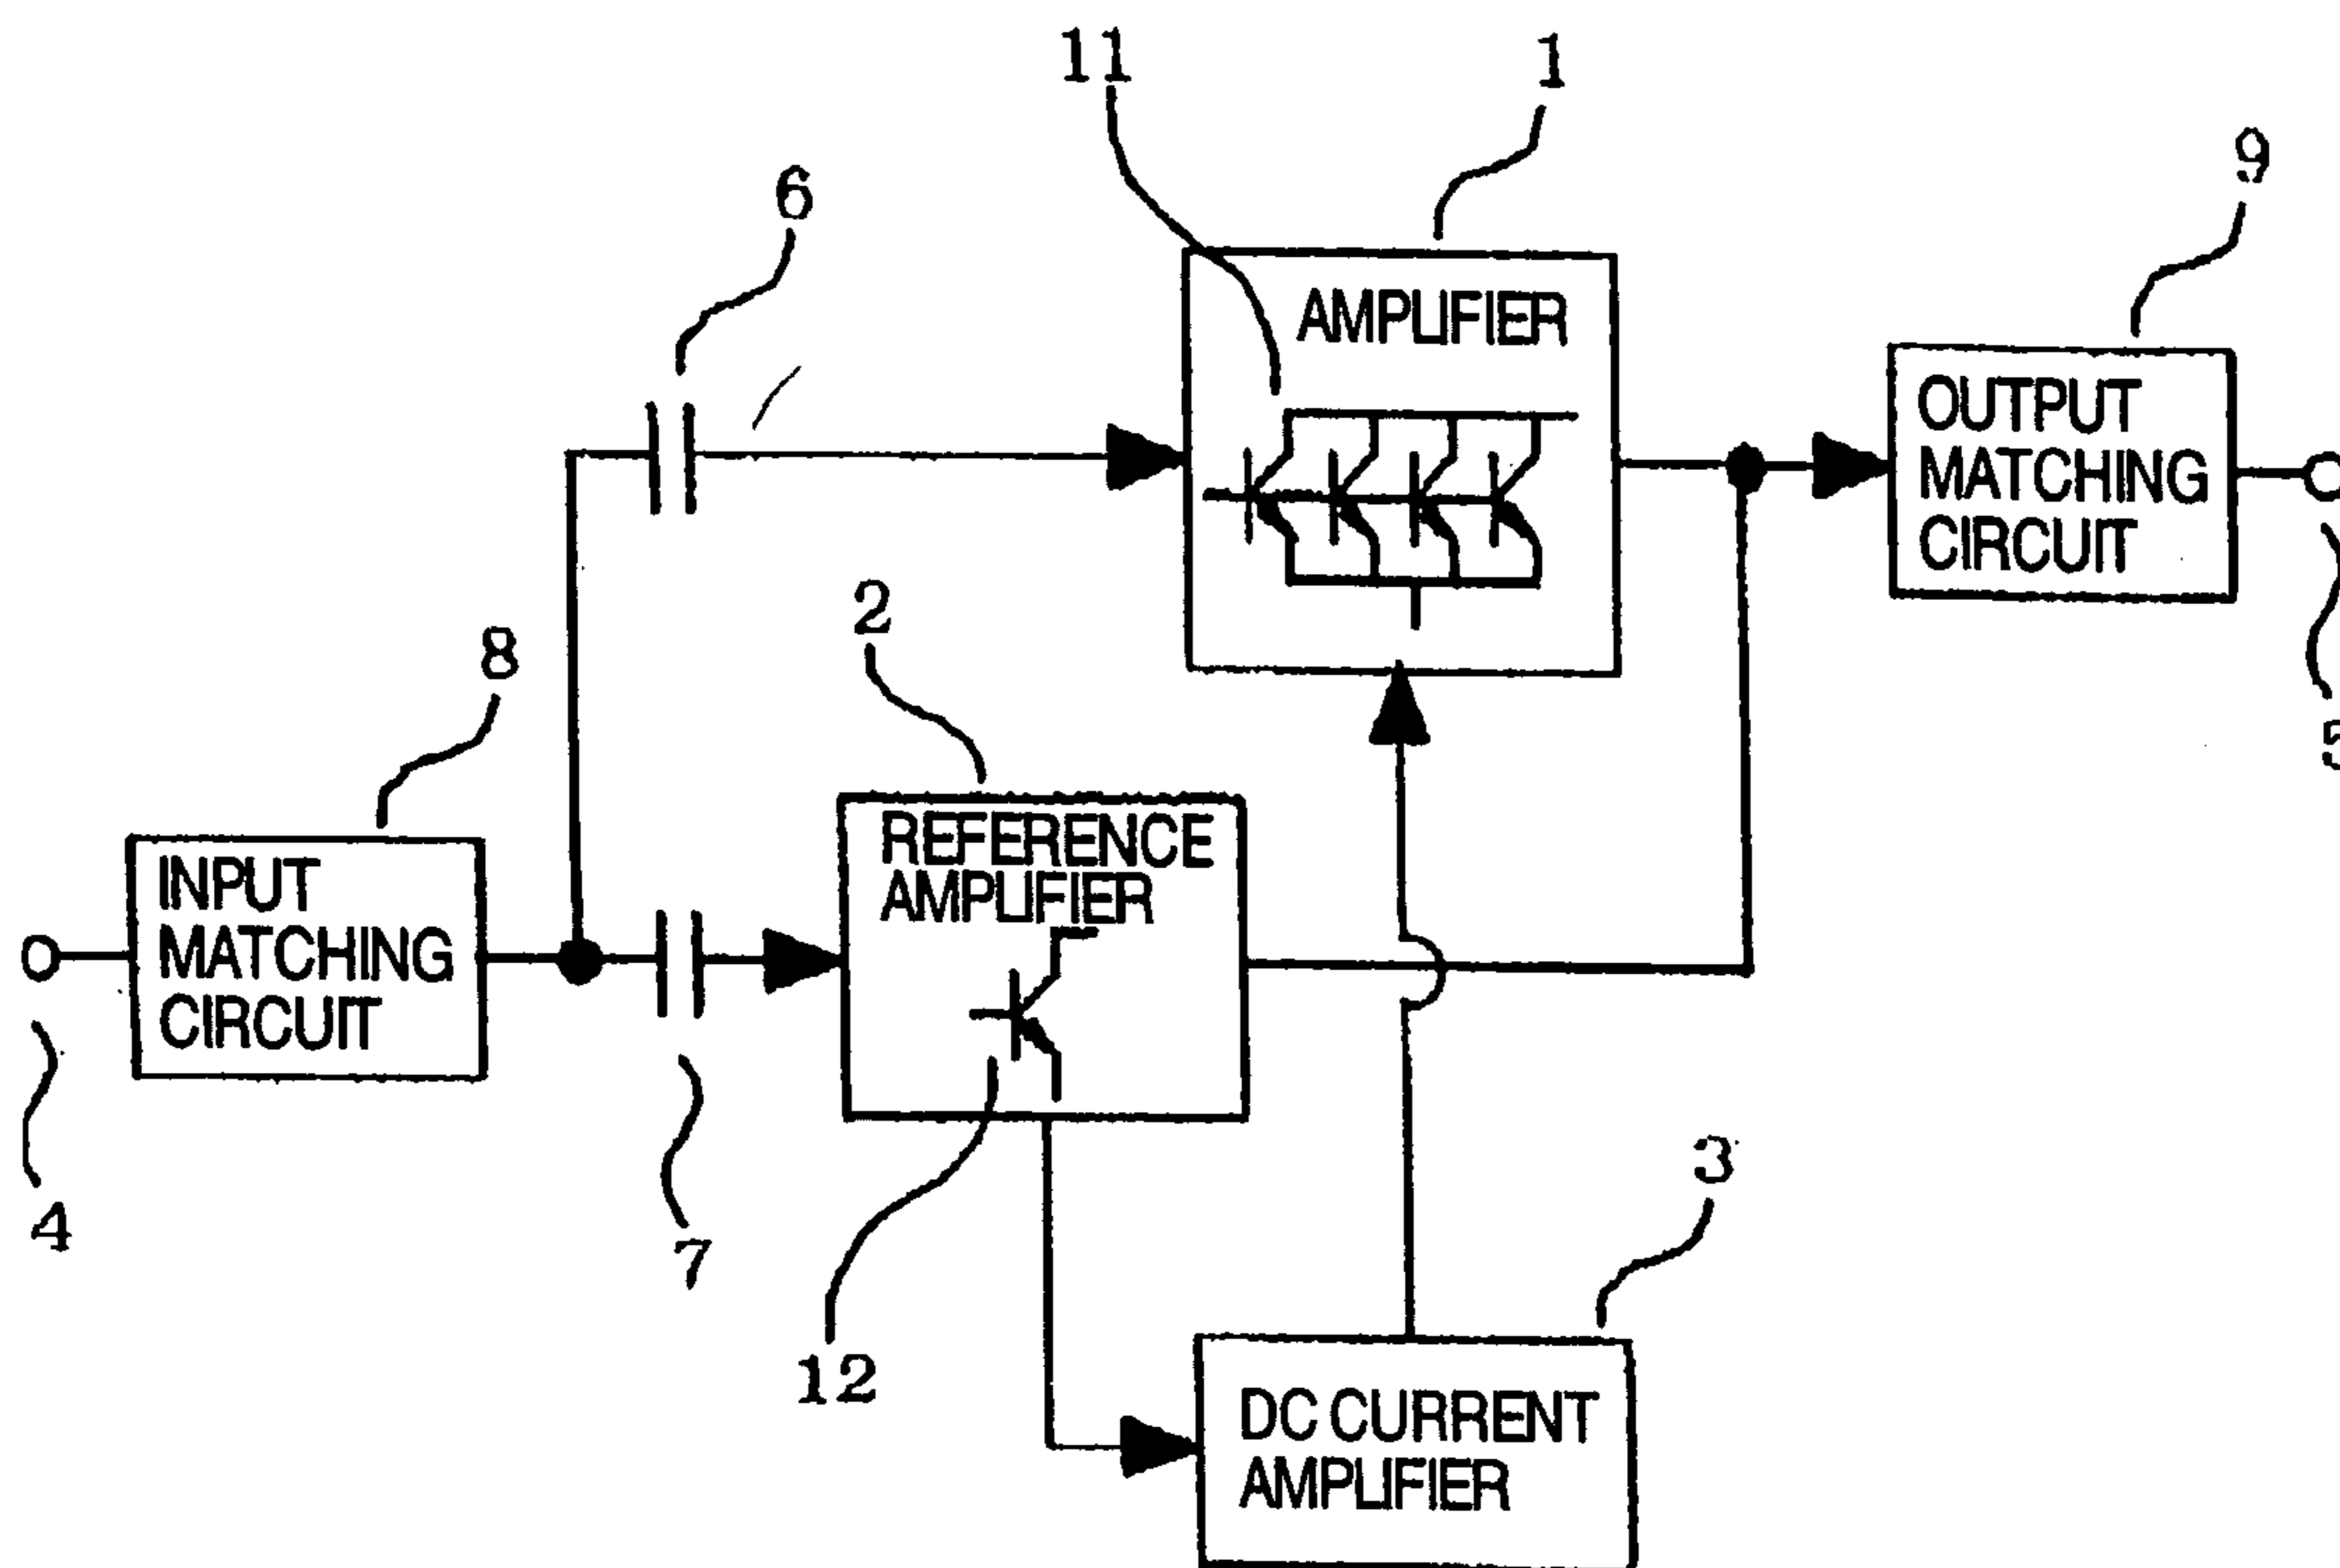 11
1
9
6
AMPLIFIER
OUTPUT
MATCHING
CIRCUIT
2
8
5
REFERENCE
AMPLIFIER
INPUT
MATCHING
CIRCUIT
3
4
7
12
DC CURRENT
AMPLIFIER